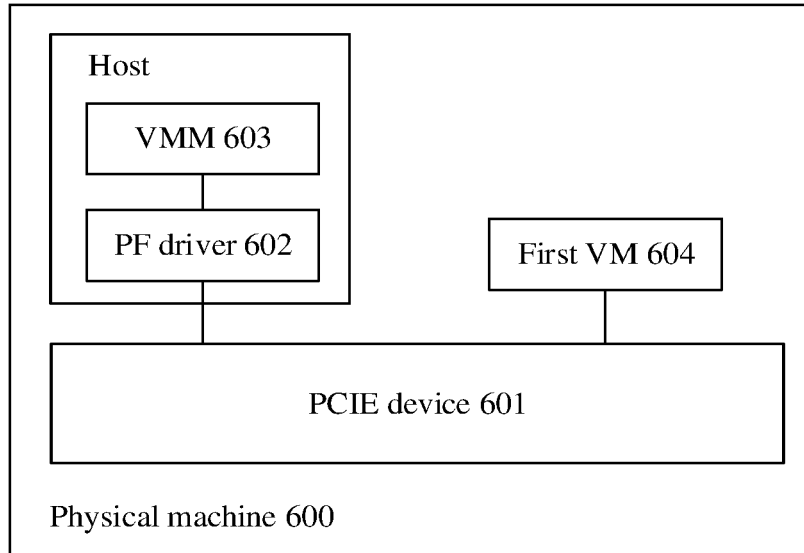 Host
VMM 603
PF driver 602
First VM 604
PCIE device 601
Physical machine 600